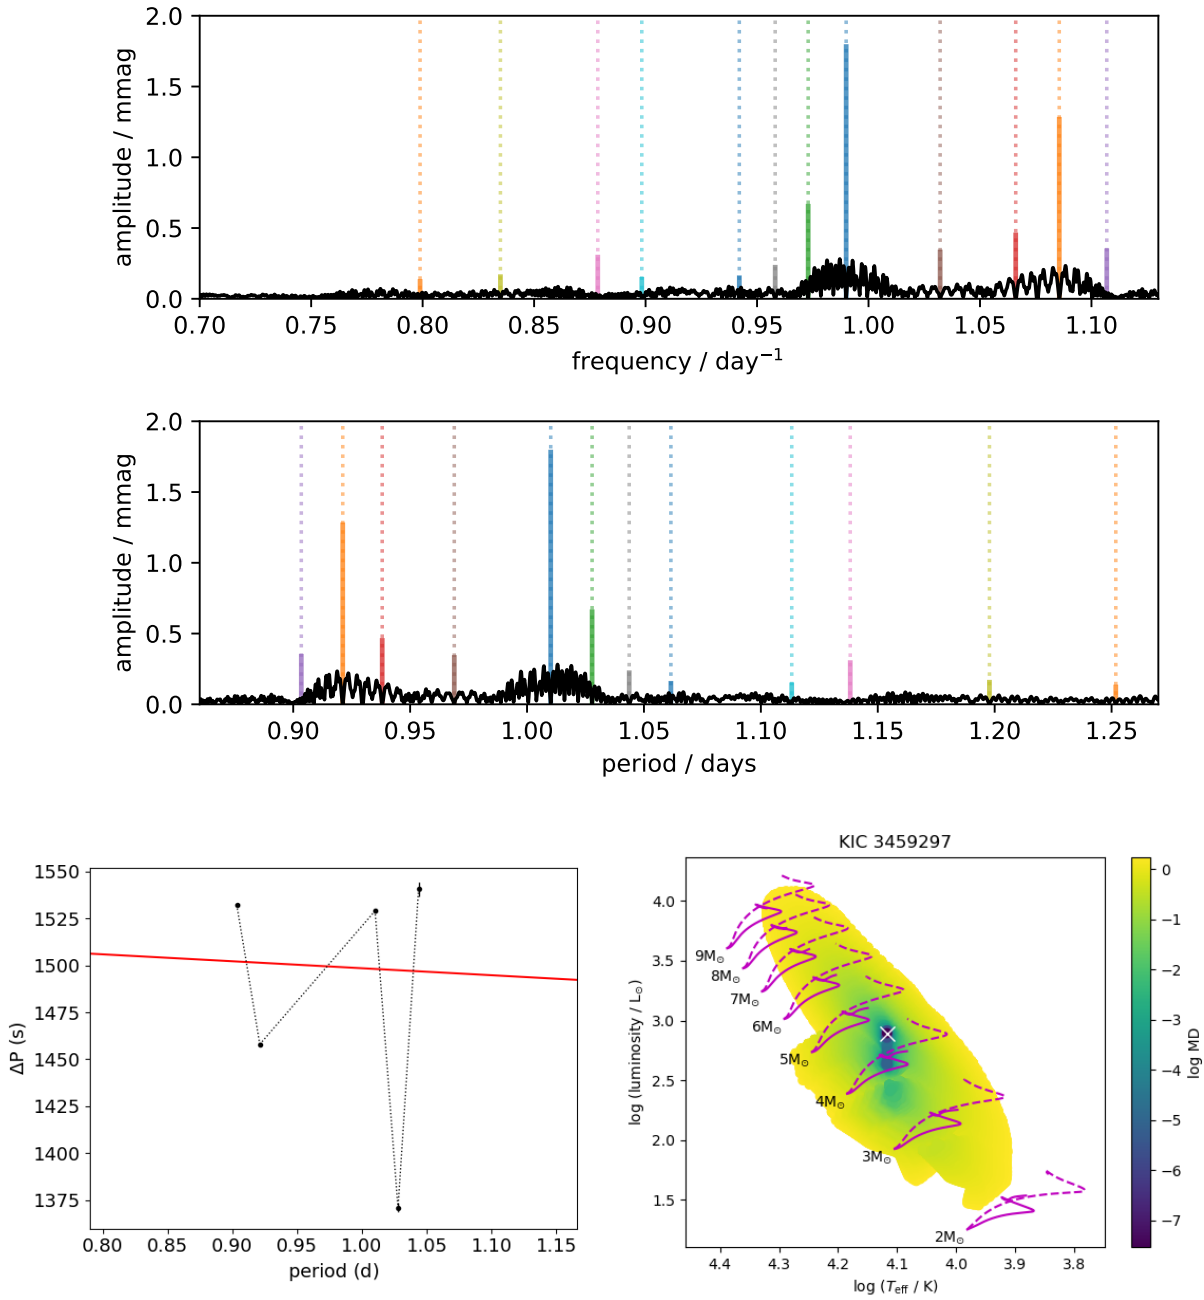 2.0
1.5
1.0
0.5
0.0
amplitude / mmag
0.70 0.75 0.80 0.85 0.90 0.95 1.00 1.05 1.10
frequency / day⁻¹
2.0
1.5
1.0
0.5
0.0
amplitude / mmag
0.90 0.95 1.00 1.05 1.10 1.15 1.20 1.25
period / days
1550
1525
1500
1475
1450
1425
1400
1375
ΔP (s)
0.80 0.85 0.90 0.95 1.00 1.05 1.10 1.15
period (d)
KIC 3459297
4.0
3.5
3.0
2.5
2.0
1.5
log (luminosity / L⊙)
9M⊙
8M⊙
7M⊙
6M⊙
5M⊙
4M⊙
3M⊙
2M⊙
4.4 4.3 4.2 4.1 4.0 3.9 3.8
log (Teff / K)
0
−1
−2
−3
−4
−5
−6
−7
log MD